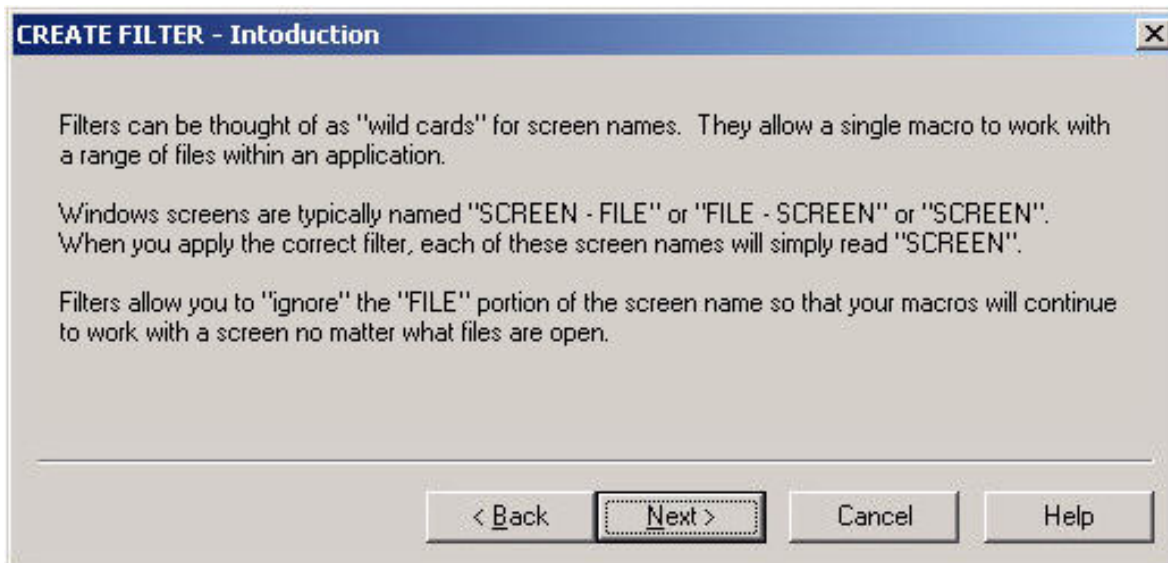 CREATE FILTER - Intoduction
Filters can be thought of as "wild cards" for screen names.  They allow a single macro to work with
a range of files within an application.
Windows screens are typically named "SCREEN - FILE" or "FILE - SCREEN" or "SCREEN".
When you apply the correct filter, each of these screen names will simply read "SCREEN".
Filters allow you to "ignore" the "FILE" portion of the screen name so that your macros will continue
to work with a screen no matter what files are open.
< Back Next > Cancel Help